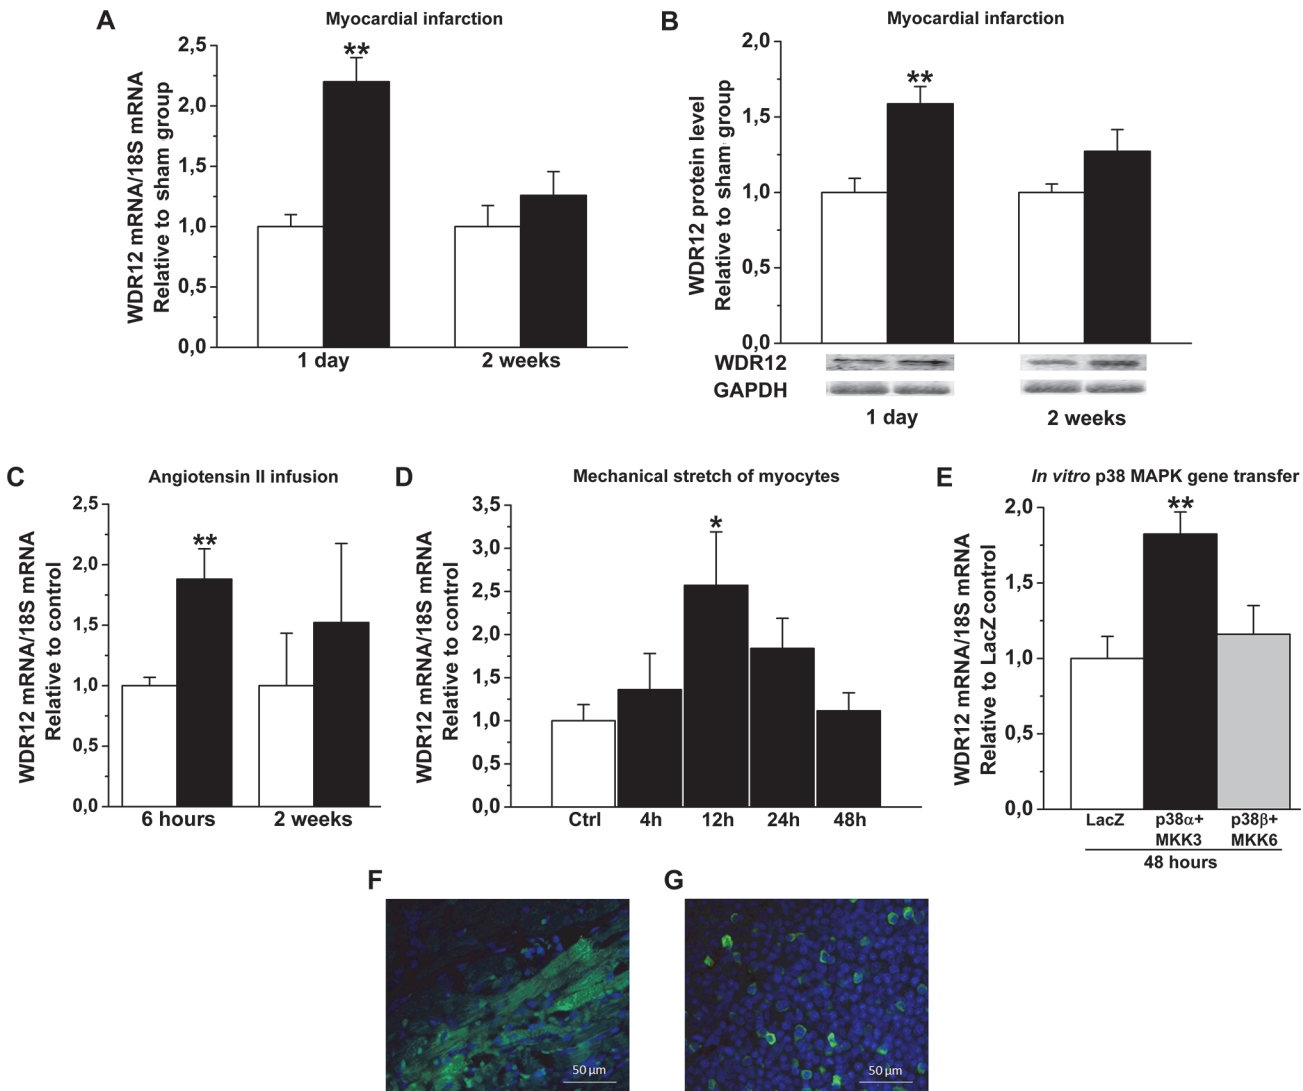 A
Myocardial infarction
WDR12 mRNA/18S mRNA
Relative to sham group
2,5
2,0
1,5
1,0
0,5
0,0
**
1 day
2 weeks
B
Myocardial infarction
WDR12 protein level
Relative to sham group
2,0
1,5
1,0
0,5
0,0
**
WDR12
GAPDH
1 day
2 weeks
C
Angiotensin II infusion
WDR12 mRNA/18S mRNA
Relative to control
2,5
2,0
1,5
1,0
0,5
0,0
**
6 hours
2 weeks
D
Mechanical stretch of myocytes
WDR12 mRNA/18S mRNA
Relative to control
3,5
3,0
2,5
2,0
1,5
1,0
0,5
0,0
*
Ctrl
4h
12h
24h
48h
E
In vitro p38 MAPK gene transfer
WDR12 mRNA/18S mRNA
Relative to LacZ control
2,0
1,5
1,0
0,5
0,0
**
LacZ
p38α+
MKK3
p38β+
MKK6
48 hours
F
50 µm
G
50 µm